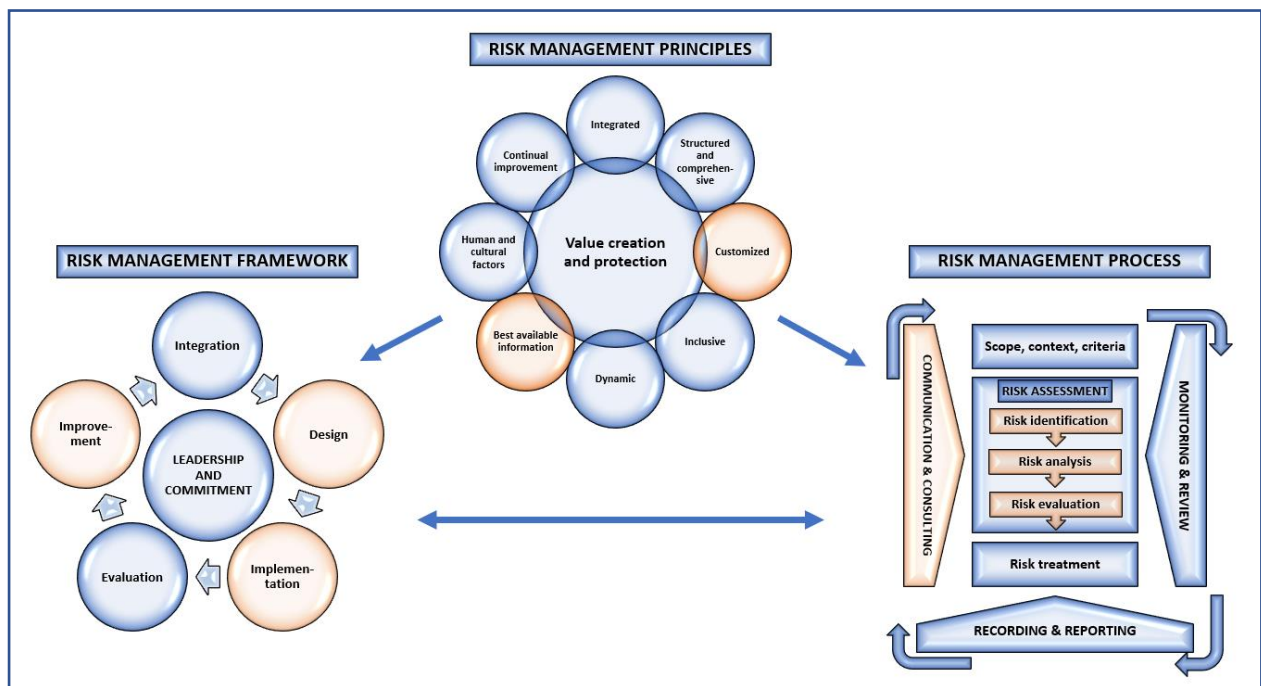 RISK MANAGEMENT PRINCIPLES
Integrated
Structured
and
comprehen-
sive
Customized
Inclusive
Dynamic
Best available
information
Human and
cultural
factors
Continual
improvement
Value creation
and protection
RISK MANAGEMENT FRAMEWORK
Integration
Design
Implemen-
tation
Evaluation
Improve-
ment
LEADERSHIP
AND
COMMITMENT
RISK MANAGEMENT PROCESS
COMMUNICATION & CONSULTING
Scope, context, criteria
RISK ASSESSMENT
Risk identification
Risk analysis
Risk evaluation
Risk treatment
MONITORING & REVIEW
RECORDING & REPORTING